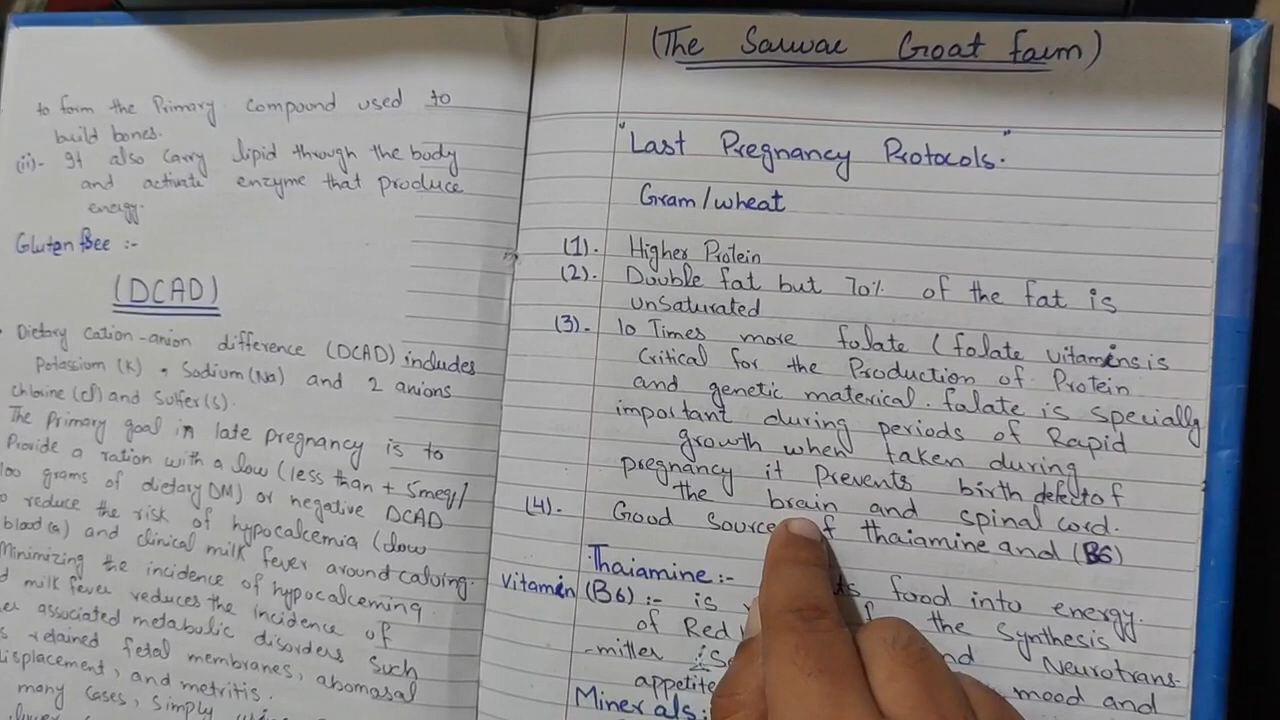 to form the Primary compound used to
build bones.
(ii)- It also carry lipid through the body
and activate enzyme that produce
energy.
Gluten free :-
(DCAD)
Dietary cation-anion difference (DCAD) includes
Potassium (K) . Sodium (Na) and 2 anions
chlorine (cl) and Sulfer(s).
The primary goal in late pregnancy is to
Provide a ration with a low (less than + 5meq/
100 grams of dietary DM) or negative DCAD
to reduce the risk of hypocalcemia (low
blood (a) and clinical milk fever around calving.
Minimizing the incidence of hypocalceming
milk fever reduces the incidence of
associated metabolic disorders such
retained fetal membranes, abomasal
isplacement, and metritis.
many cases, simply
(The Sarwar Goat farm)
"Last Pregnancy Protocols."
Gram/wheat
(1). Higher Protein
(2). Double fat but 70% of the fat is
unsaturated
(3). 10 Times more folate (folate vitamins is
Critical for the Production of Protein
and genetic materical. folate is specially
important during periods of Rapid
growth when taken during
pregnancy it Prevents birth defect of
the brain and spinal cord.
(4). Good Source of thaiamine and (B6)
Thaiamine :-
Vitamin (B6) :- is food into energy.
of Red the Synthesis
-mitter Neurotrans-
appetite mood and
Minerals: